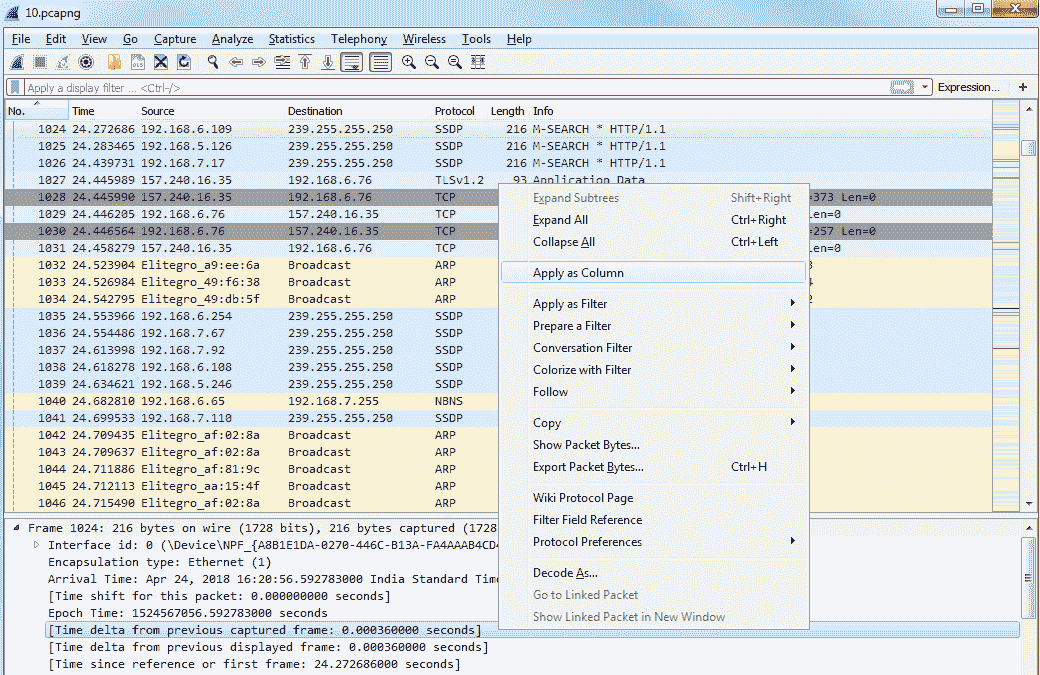 10.pcapng
File Edit View Go Capture Analyze Statistics Telephony Wireless Tools Help
Apply a display filter ... <Ctrl-/> Expression... +
No. Time Source Destination Protocol Length Info
1024 24.272686 192.168.6.109 239.255.255.250 SSDP 216 M-SEARCH * HTTP/1.1
1025 24.283465 192.168.5.126 239.255.255.250 SSDP 216 M-SEARCH * HTTP/1.1
1026 24.439731 192.168.7.17 239.255.255.250 SSDP 216 M-SEARCH * HTTP/1.1
1027 24.445989 157.240.16.35 192.168.6.76 TLSv1.2 93 Application Data
1028 24.445990 157.240.16.35 192.168.6.76 TCP =373 Len=0
1029 24.446205 192.168.6.76 157.240.16.35 TCP Len=0
1030 24.446564 192.168.6.76 157.240.16.35 TCP =257 Len=0
1031 24.458279 157.240.16.35 192.168.6.76 TCP Len=0
1032 24.523904 Elitegro_a9:ee:6a Broadcast ARP
1033 24.526984 Elitegro_49:f6:38 Broadcast ARP
1034 24.542795 Elitegro_49:db:5f Broadcast ARP
1035 24.553966 192.168.6.254 239.255.255.250 SSDP
1036 24.554486 192.168.7.67 239.255.255.250 SSDP
1037 24.613998 192.168.7.92 239.255.255.250 SSDP
1038 24.618278 192.168.6.108 239.255.255.250 SSDP
1039 24.634621 192.168.5.246 239.255.255.250 SSDP
1040 24.682810 192.168.6.65 192.168.7.255 NBNS
1041 24.699533 192.168.7.110 239.255.255.250 SSDP
1042 24.709435 Elitegro_af:02:8a Broadcast ARP
1043 24.709637 Elitegro_af:02:8a Broadcast ARP
1044 24.711886 Elitegro_af:81:9c Broadcast ARP
1045 24.712113 Elitegro_aa:15:4f Broadcast ARP
1046 24.715490 Elitegro_af:02:8a Broadcast ARP
Expand Subtrees Shift+Right
Expand All Ctrl+Right
Collapse All Ctrl+Left
Apply as Column
Apply as Filter
Prepare a Filter
Conversation Filter
Colorize with Filter
Follow
Copy
Show Packet Bytes...
Export Packet Bytes... Ctrl+H
Wiki Protocol Page
Filter Field Reference
Protocol Preferences
Decode As...
Go to Linked Packet
Show Linked Packet in New Window
Frame 1024: 216 bytes on wire (1728 bits), 216 bytes captured (1728
Interface id: 0 (\Device\NPF_{A8B1E1DA-0270-446C-B13A-FA4AAAB4CD4
Encapsulation type: Ethernet (1)
Arrival Time: Apr 24, 2018 16:20:56.592783000 India Standard Time
[Time shift for this packet: 0.000000000 seconds]
Epoch Time: 1524567056.592783000 seconds
[Time delta from previous captured frame: 0.000360000 seconds]
[Time delta from previous displayed frame: 0.000360000 seconds]
[Time since reference or first frame: 24.272686000 seconds]